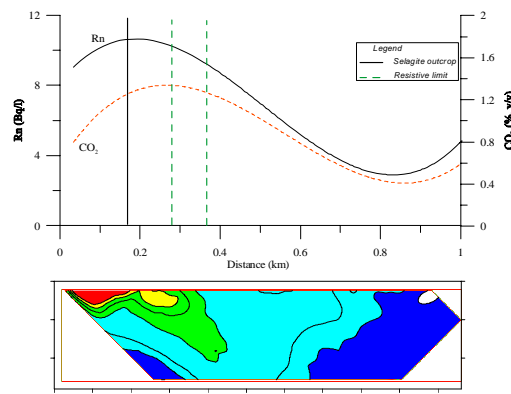 12
8
4
0
Rn (Bq/l)
Rn
CO2
Legend
Selagite outcrop
Resistive limit
2
1.6
1.2
0.8
0.4
0
CO2 (% v/v)
0 0.2 0.4 0.6 0.8 1
Distance (km)